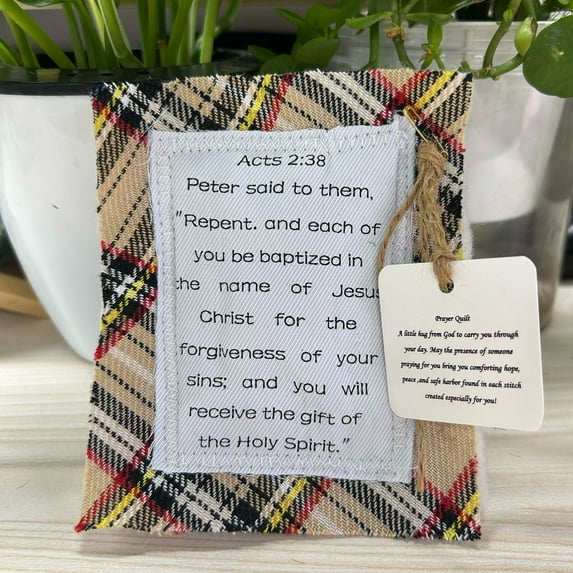 Acts 2:38
Peter said to them,
"Repent. and each of
you be baptized in
the name of Jesus
Christ for the
forgiveness of your
sins; and you will
receive the gift of
the Holy Spirit."
Prayer Quilt
A little hug from God to carry you through
your day. May the presence of someone
praying for you bring you comforting hope,
peace ,and safe harbor found in each stitch
created especially for you!